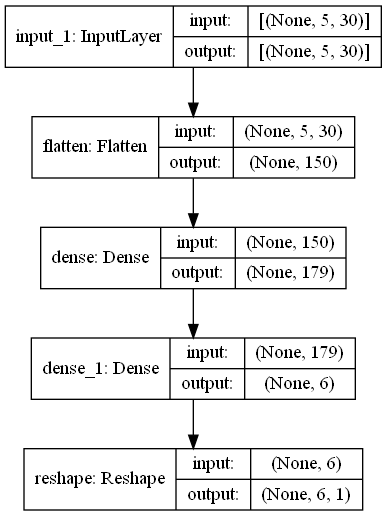 input_1: InputLayer
input: [(None, 5, 30)]
output: [(None, 5, 30)]
flatten: Flatten
input: (None, 5, 30)
output: (None, 150)
dense: Dense
input: (None, 150)
output: (None, 179)
dense_1: Dense
input: (None, 179)
output: (None, 6)
reshape: Reshape
input: (None, 6)
output: (None, 6, 1)